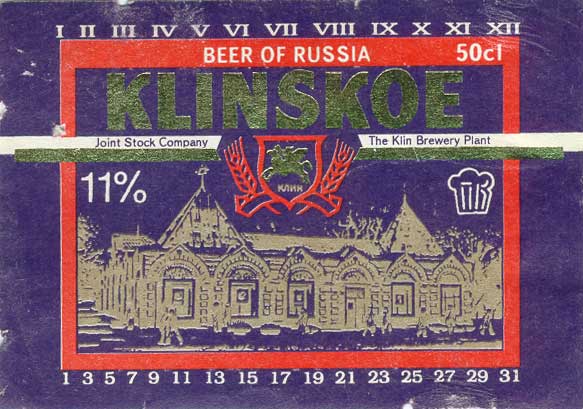 I II III IV V VI VII VIII IX X XI XII
BEER OF RUSSIA 50cl
KLINSKOE
Joint Stock Company The Klin Brewery Plant
КЛИН
11%
1 3 5 7 9 11 13 15 17 19 21 23 25 27 29 31